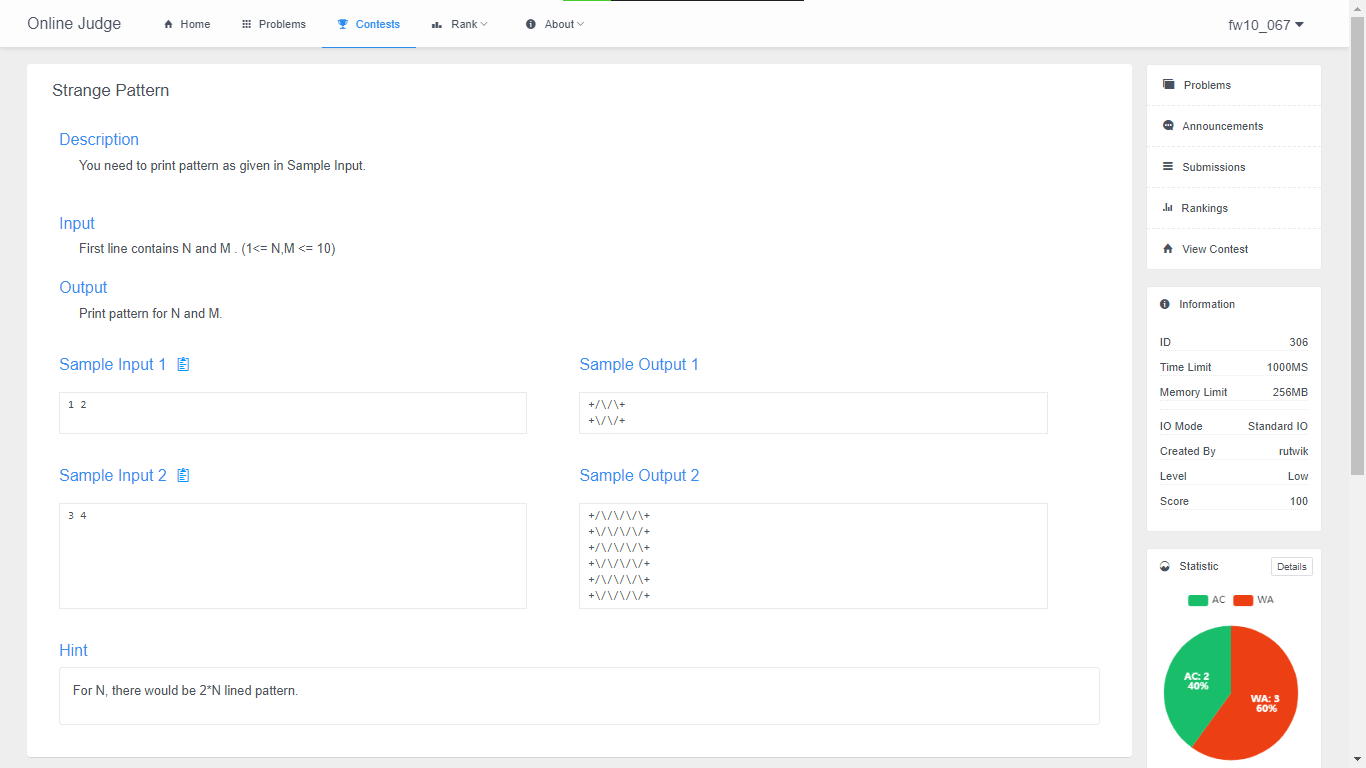 Online Judge Home Problems Contests Rank About fw10_067
Strange Pattern
Description
You need to print pattern as given in Sample Input.
Input
First line contains N and M . (1<= N,M <= 10)
Output
Print pattern for N and M.
Sample Input 1
1 2
Sample Output 1
+/\/\+
+\/\/+
Sample Input 2
3 4
Sample Output 2
+/\/\/\/\+
+\/\/\/\/+
+/\/\/\/\+
+\/\/\/\/+
+/\/\/\/\+
+\/\/\/\/+
Hint
For N, there would be 2*N lined pattern.
Problems
Announcements
Submissions
Rankings
View Contest
Information
ID 306
Time Limit 1000MS
Memory Limit 256MB
IO Mode Standard IO
Created By rutwik
Level Low
Score 100
Statistic Details
AC WA
AC: 2
40%
WA: 3
60%